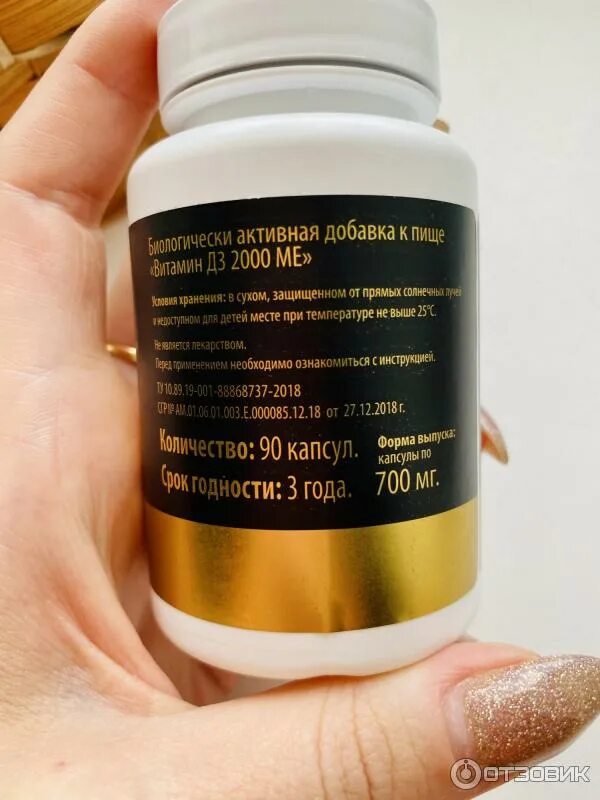 Биологически активная добавка к пище
«Витамин Д3 2000 МЕ»
Условия хранения: в сухом, защищенном от прямых солнечных лучей
и недоступном для детей месте при температуре не выше 25°С.
Не является лекарством.
Перед применением необходимо ознакомиться с инструкцией.
ТУ 10.89.19-001-88868737-2018
СГР № AM.01.06.01.003.Е.000085.12.18 от 27.12.2018 г.
Количество: 90 капсул.
Срок годности: 3 года.
Форма выпуска:
капсулы по
700 мг.
ОТЗОВИК